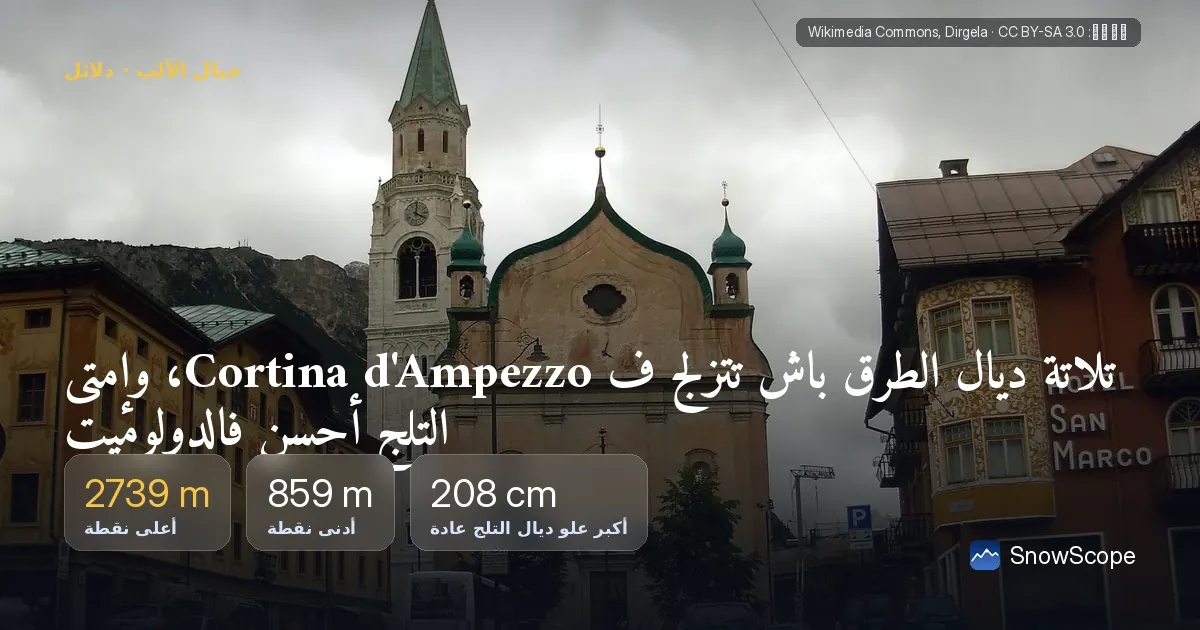 Wikimedia Commons, Dirgela · CC BY-SA 3.0 :
جبال الألب · دلائل
تلاتة ديال الطرق باش تتزلج ف Cortina d'Ampezzo، وإمتى
التلج أحسن فالدولوميت
HOTEL
SAN
MARCO
2739 m
أعلى نقطة
859 m
أدنى نقطة
208 cm
أكبر علو ديال التلج عادة
P
SnowScope